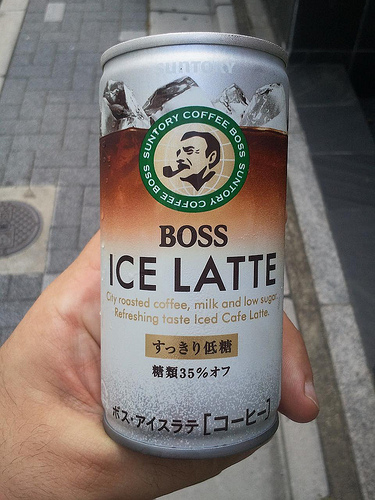 SUNTORY
SUNTORY COFFEE BOSS SUNTORY COFFEE BOSS
BOSS
ICE LATTE
City roasted coffee, milk and low sugar.
Refreshing taste Iced Cafe Latte.
すっきり低糖
糖類35%オフ
ボス・アイスラテ[コーヒー]